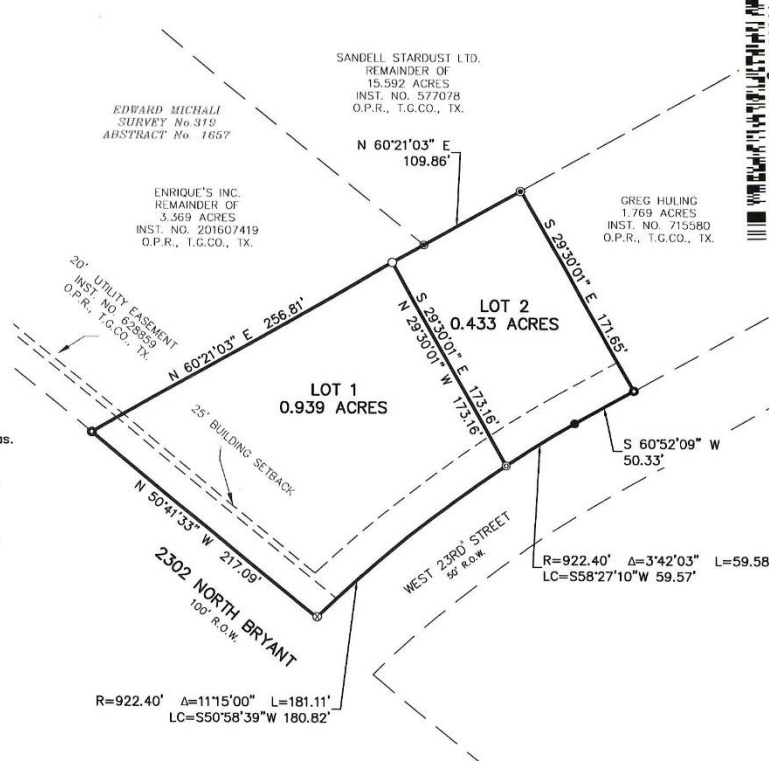 SANDELL STARDUST LTD.
REMAINDER OF
15.592 ACRES
INST. NO. 577078
O.P.R., T.G.CO., TX.
EDWARD MICHALI
SURVEY No.319
ABSTRACT No. 1657
N 60°21'03" E
109.86'
ENRIQUE'S INC.
REMAINDER OF
3.369 ACRES
INST. NO. 201607419
O.P.R., T.G.CO., TX.
GREG HULING
1.769 ACRES
INST. NO. 715580
O.P.R., T.G.CO., TX.
20' UTILITY EASEMENT
INST. NO. 628859
O.P.R., T.G.CO., TX.
N 60°21'03" E 256.81'
S 29°30'01" E 171.65'
LOT 2
0.433 ACRES
S 29°30'01" E 173.16'
N 29°30'01" W 173.16'
LOT 1
0.939 ACRES
25' BUILDING SETBACK
as.
S 60°52'09" W
50.33'
N 50°41'33" W 217.09'
WEST 23RD STREET
50' R.O.W.
2302 NORTH BRYANT
100' R.O.W.
R=922.40' Δ=3°42'03" L=59.58
LC=S58°27'10"W 59.57'
R=922.40' Δ=11°15'00" L=181.11'
LC=S50°58'39"W 180.82'